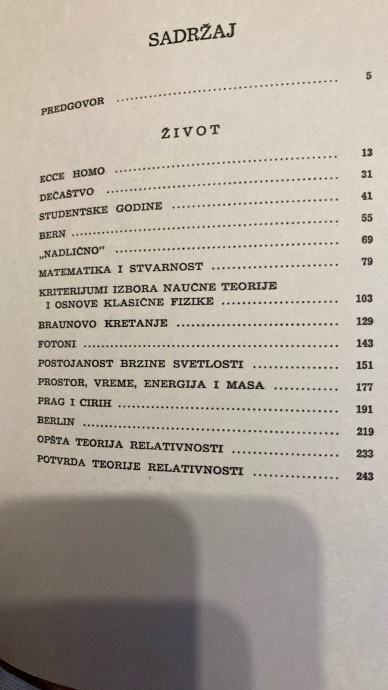 SADRŽAJ
PREDGOVOR ........................................ 5
ŽIVOT
ECCE HOMO ........................................ 13
DEČAŠTVO ........................................ 31
STUDENTSKE GODINE ............................ 41
BERN ................................................ 55
„NADLIČNO” ........................................ 69
MATEMATIKA I STVARNOST .................... 79
KRITERIJUMI IZBORA NAUČNE TEORIJE
I OSNOVE KLASIČNE FIZIKE .................... 103
BRAUNOVO KRETANJE ............................ 129
FOTONI ............................................ 143
POSTOJANOST BRZINE SVETLOSTI ............ 151
PROSTOR, VREME, ENERGIJA I MASA ............ 177
PRAG I CIRIH .................................... 191
BERLIN ............................................ 219
OPŠTA TEORIJA RELATIVNOSTI ................ 233
POTVRDA TEORIJE RELATIVNOSTI ............ 243